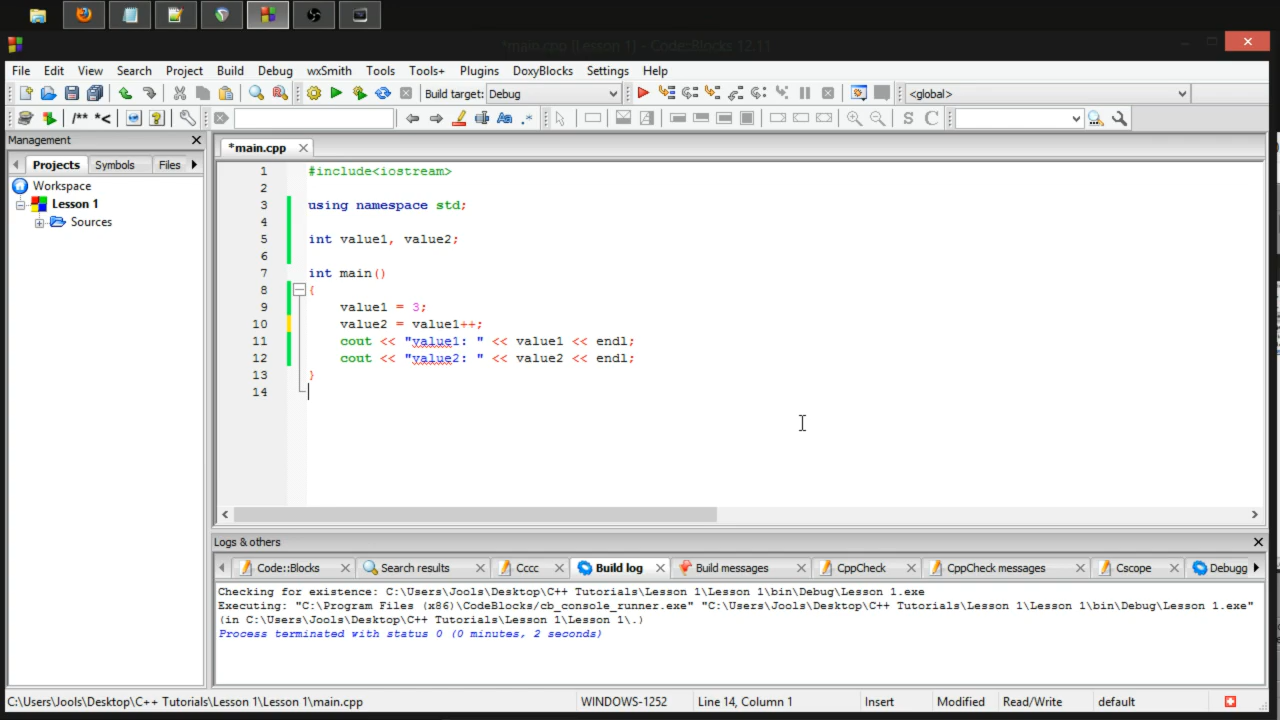 *main.cpp [Lesson 1] - Code::Blocks 12.11
File Edit View Search Project Build Debug wxSmith Tools Tools+ Plugins DoxyBlocks Settings Help
Build target: Debug <global>
/** *<
Aa .*
S C
Management
*main.cpp
Projects Symbols Files
Workspace
Lesson 1
Sources
1 #include<iostream>
2
3 using namespace std;
4
5 int value1, value2;
6
7 int main()
8 {
9 value1 = 3;
10 value2 = value1++;
11 cout << "value1: " << value1 << endl;
12 cout << "value2: " << value2 << endl;
13 }
14
Logs & others
Code::Blocks Search results Cccc Build log Build messages CppCheck CppCheck messages Cscope Debugg
Checking for existence: C:\Users\Jools\Desktop\C++ Tutorials\Lesson 1\Lesson 1\bin\Debug\Lesson 1.exe
Executing: "C:\Program Files (x86)\CodeBlocks/cb_console_runner.exe" "C:\Users\Jools\Desktop\C++ Tutorials\Lesson 1\Lesson 1\bin\Debug\Lesson 1.exe"
(in C:\Users\Jools\Desktop\C++ Tutorials\Lesson 1\Lesson 1\.)
Process terminated with status 0 (0 minutes, 2 seconds)
C:\Users\Jools\Desktop\C++ Tutorials\Lesson 1\Lesson 1\main.cpp WINDOWS-1252 Line 14, Column 1 Insert Modified Read/Write default